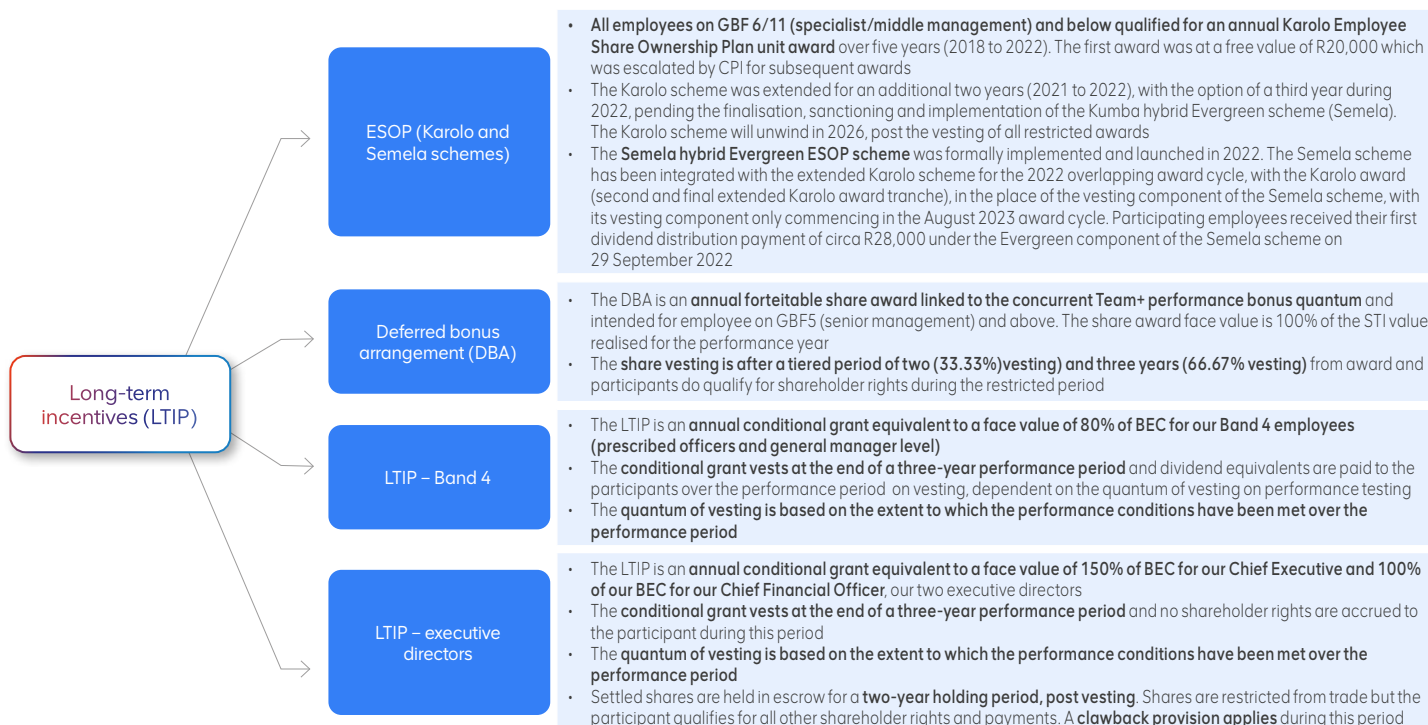 Long-term
incentives (LTIP)
ESOP (Karolo and
Semela schemes)
• All employees on GBF 6/11 (specialist/middle management) and below qualified for an annual Karolo Employee
Share Ownership Plan unit award over five years (2018 to 2022). The first award was at a free value of R20,000 which
was escalated by CPI for subsequent awards
• The Karolo scheme was extended for an additional two years (2021 to 2022), with the option of a third year during
2022, pending the finalisation, sanctioning and implementation of the Kumba hybrid Evergreen scheme (Semela).
The Karolo scheme will unwind in 2026, post the vesting of all restricted awards
• The Semela hybrid Evergreen ESOP scheme was formally implemented and launched in 2022. The Semela scheme
has been integrated with the extended Karolo scheme for the 2022 overlapping award cycle, with the Karolo award
(second and final extended Karolo award tranche), in the place of the vesting component of the Semela scheme, with
its vesting component only commencing in the August 2023 award cycle. Participating employees received their first
dividend distribution payment of circa R28,000 under the Evergreen component of the Semela scheme on
29 September 2022
Deferred bonus
arrangement (DBA)
• The DBA is an annual forteitable share award linked to the concurrent Team+ performance bonus quantum and
intended for employee on GBF5 (senior management) and above. The share award face value is 100% of the STI value
realised for the performance year
• The share vesting is after a tiered period of two (33.33%)vesting) and three years (66.67% vesting) from award and
participants do qualify for shareholder rights during the restricted period
LTIP – Band 4
• The LTIP is an annual conditional grant equivalent to a face value of 80% of BEC for our Band 4 employees
(prescribed officers and general manager level)
• The conditional grant vests at the end of a three-year performance period and dividend equivalents are paid to the
participants over the performance period on vesting, dependent on the quantum of vesting on performance testing
• The quantum of vesting is based on the extent to which the performance conditions have been met over the
performance period
LTIP – executive
directors
• The LTIP is an annual conditional grant equivalent to a face value of 150% of BEC for our Chief Executive and 100%
of our BEC for our Chief Financial Officer, our two executive directors
• The conditional grant vests at the end of a three-year performance period and no shareholder rights are accrued to
the participant during this period
• The quantum of vesting is based on the extent to which the performance conditions have been met over the
performance period
• Settled shares are held in escrow for a two-year holding period, post vesting. Shares are restricted from trade but the
participant qualifies for all other shareholder rights and payments. A clawback provision applies during this period